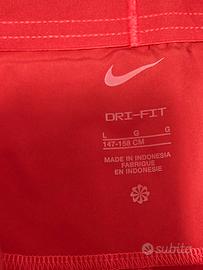 DRI-FIT
L G G
147-158 CM
MADE IN INDONESIA
FABRIQUÉ
EN INDONÉSIE
subito